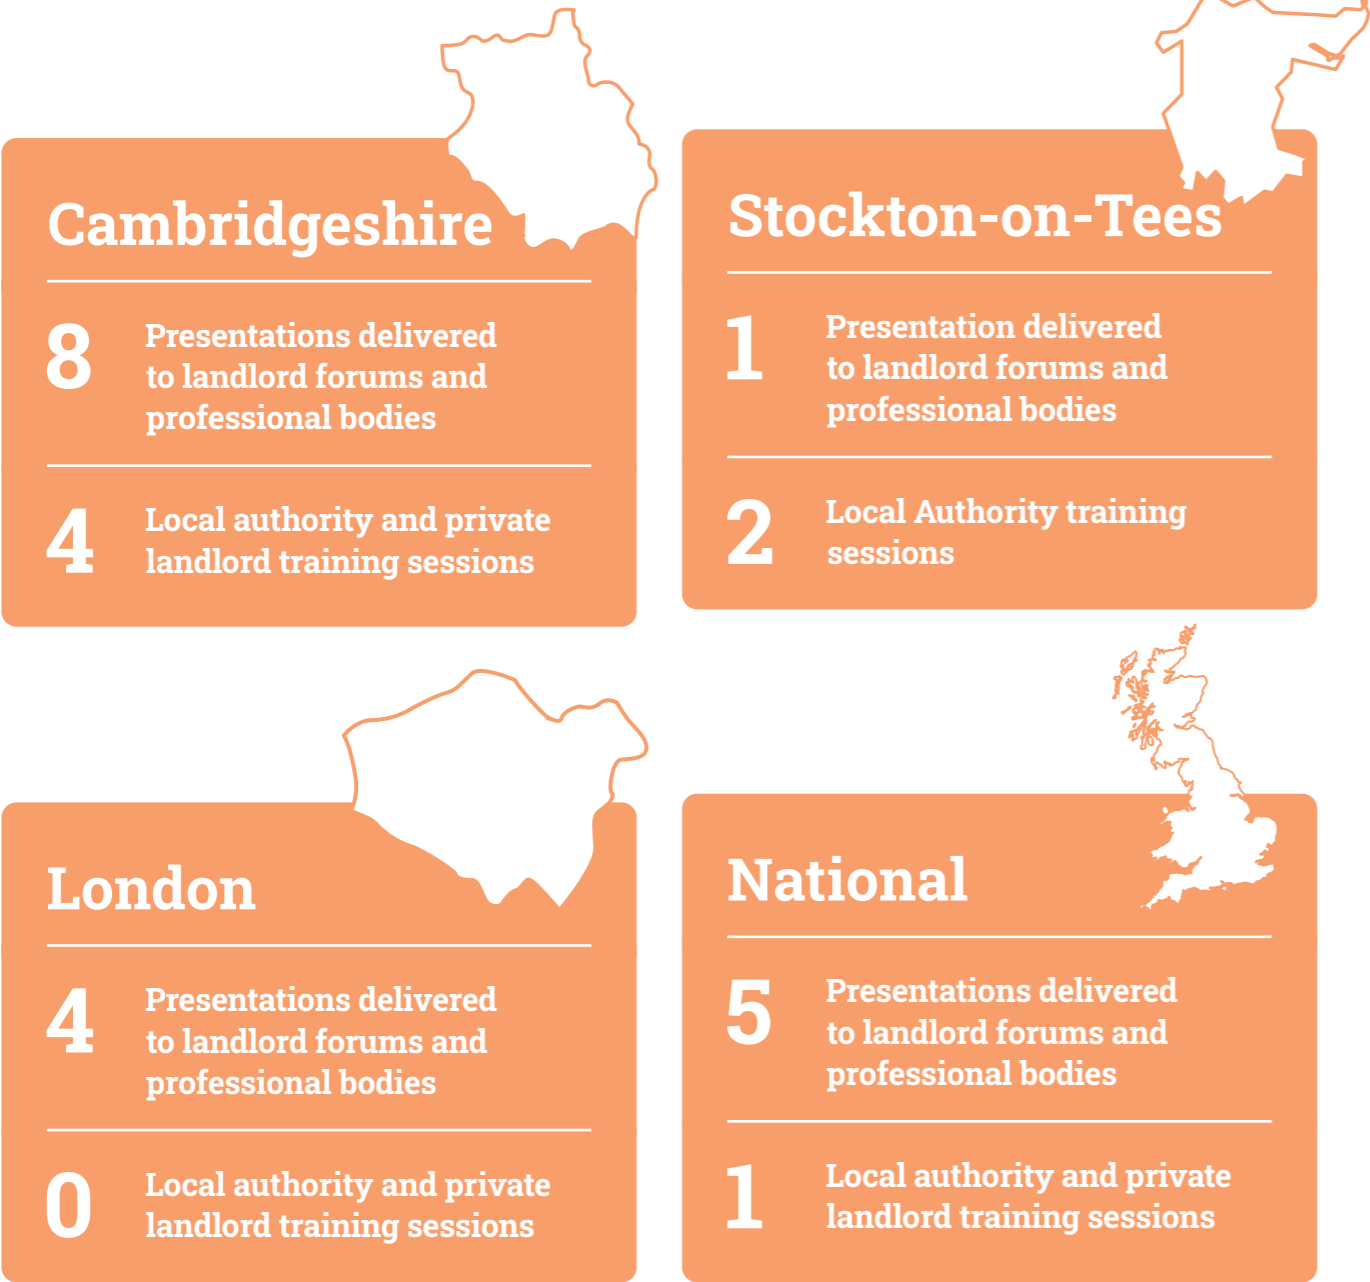 Cambridgeshire
8
Presentations delivered
to landlord forums and
professional bodies
4
Local authority and private
landlord training sessions
Stockton-on-Tees
1
Presentation delivered
to landlord forums and
professional bodies
2
Local Authority training
sessions
London
4
Presentations delivered
to landlord forums and
professional bodies
0
Local authority and private
landlord training sessions
National
5
Presentations delivered
to landlord forums and
professional bodies
1
Local authority and private
landlord training sessions